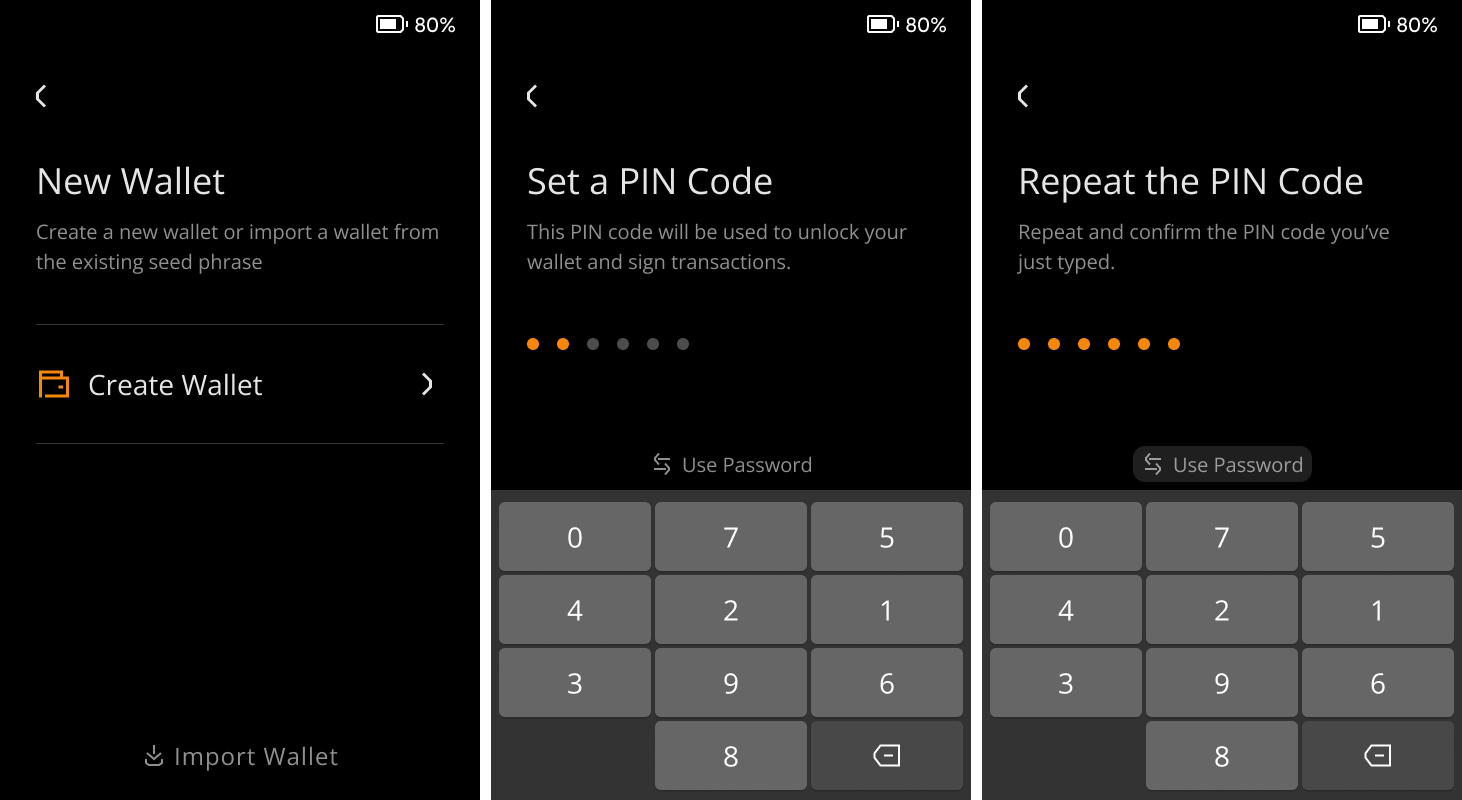 80%
New Wallet
Create a new wallet or import a wallet from
the existing seed phrase
Create Wallet
Import Wallet
80%
Set a PIN Code
This PIN code will be used to unlock your
wallet and sign transactions.
Use Password
0 7 5
4 2 1
3 9 6
8
80%
Repeat the PIN Code
Repeat and confirm the PIN code you’ve
just typed.
Use Password
0 7 5
4 2 1
3 9 6
8